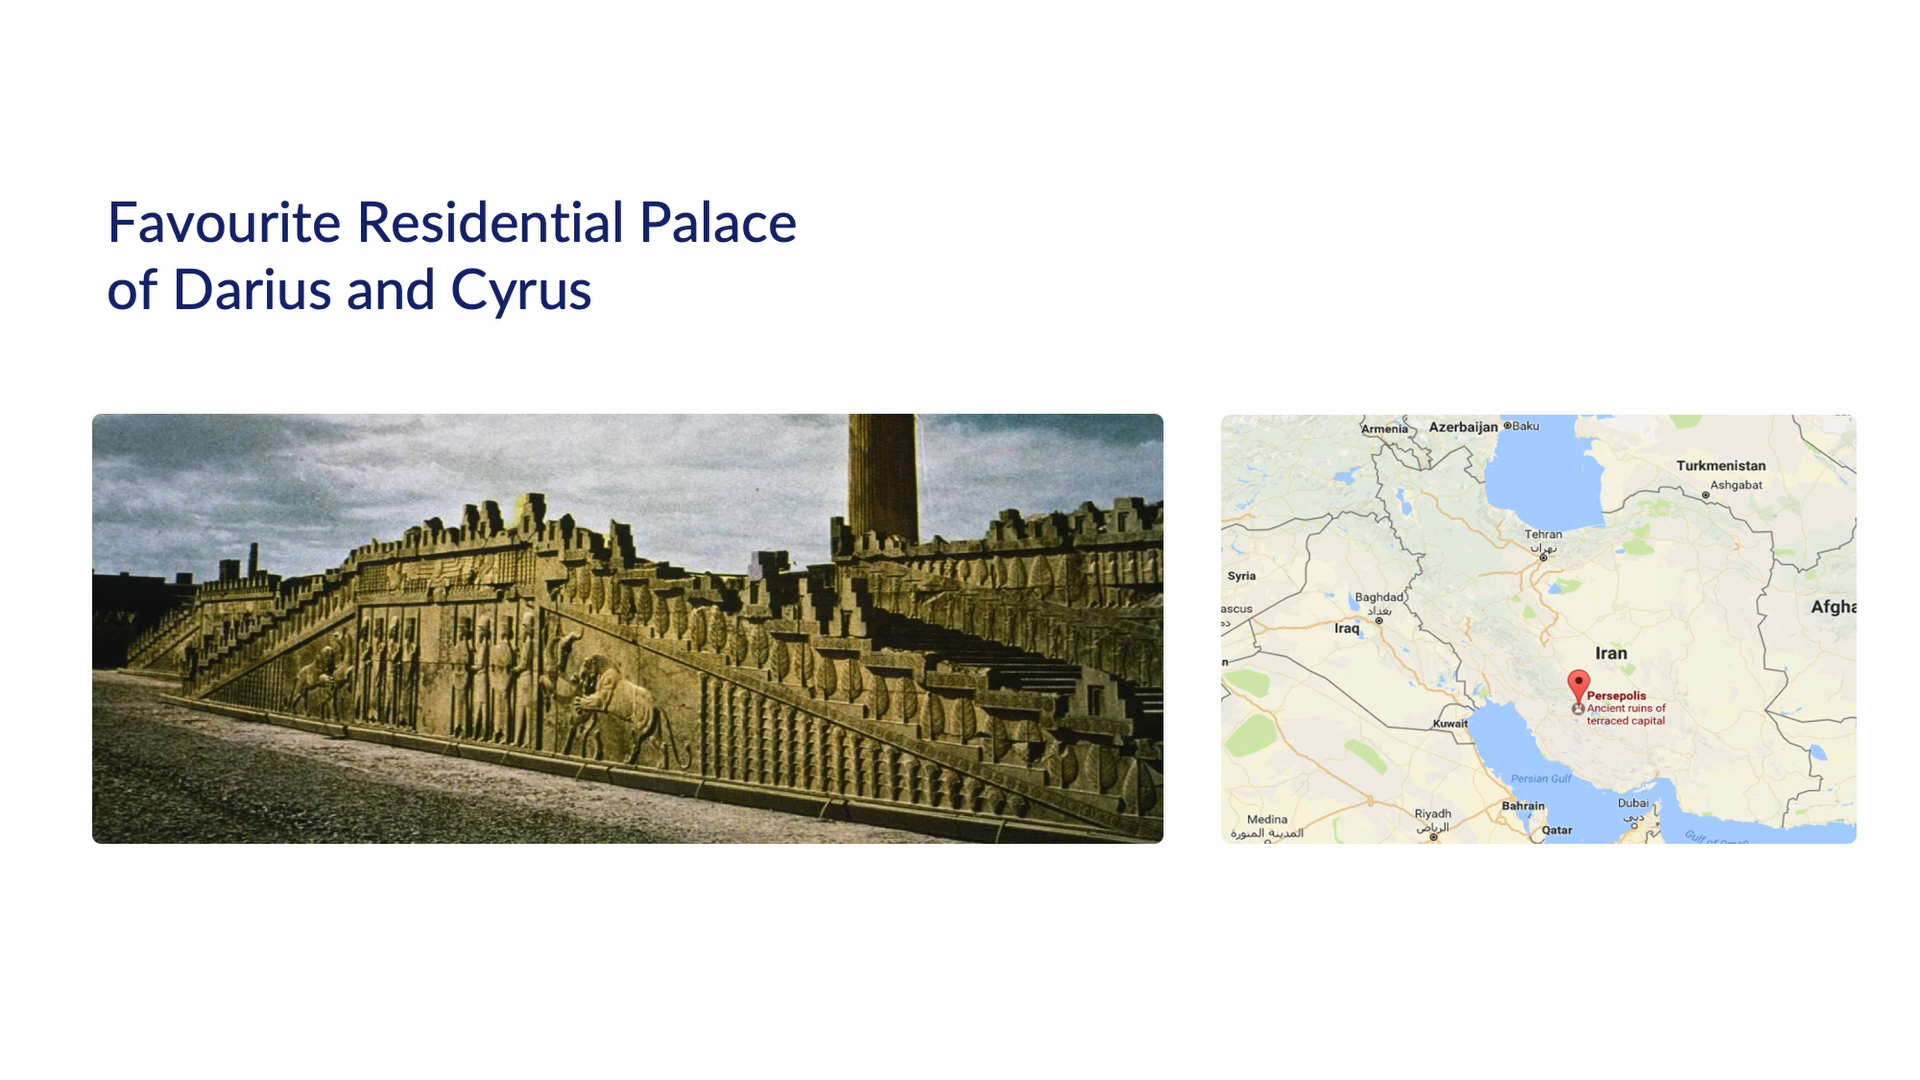 Favourite Residential Palace
of Darius and Cyrus
Armenia
Azerbaijan
Baku
Turkmenistan
Ashgabat
Tehran
تهران
Syria
ascus
Baghdad
بغداد
Iraq
Afgha
Iran
Persepolis
Ancient ruins of
terraced capital
Kuwait
Persian Gulf
Bahrain
Dubai
دبي
Riyadh
الرياض
Medina
المدينة المنورة
Qatar